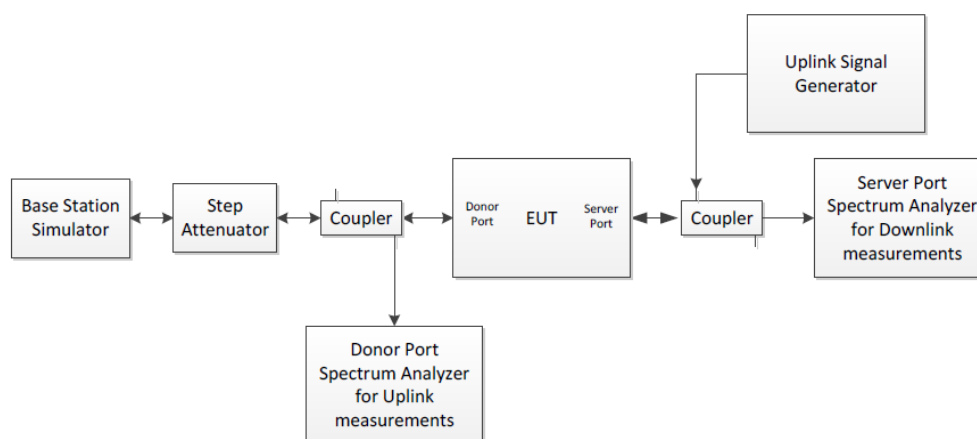 Uplink Signal
Generator
Base Station
Simulator
Step
Attenuator
Coupler
Donor
Port
EUT
Server
Port
Coupler
Server Port
Spectrum Analyzer
for Downlink
measurements
Donor Port
Spectrum Analyzer
for Uplink
measurements